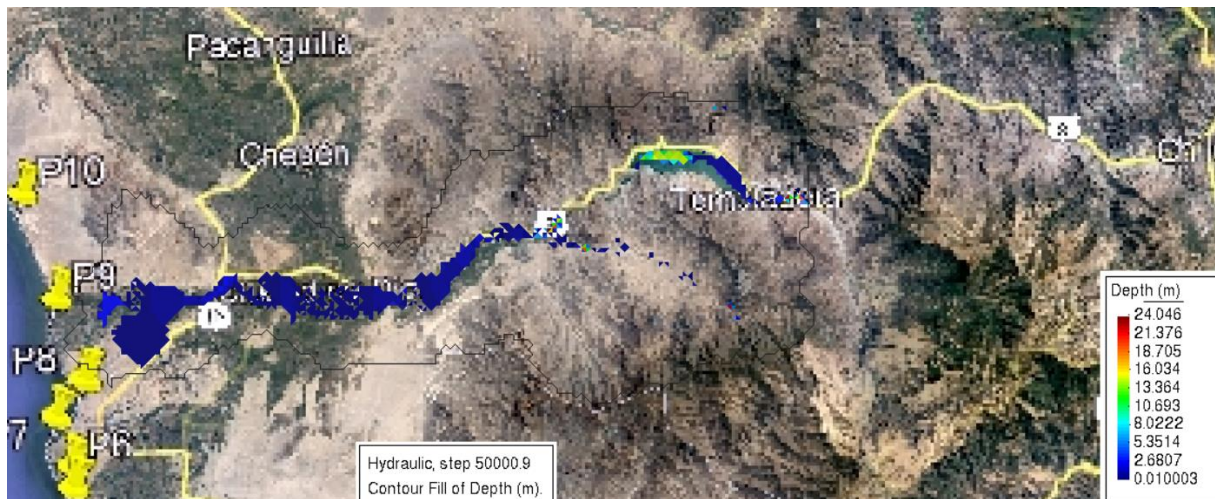 Pacanguilla
Chepén
P10
8
P9
P8
7
P6
Depth (m)
24.046
21.376
18.705
16.034
13.364
10.693
8.0222
5.3514
2.6807
0.010003
Hydraulic, step 50000.9
Contour Fill of Depth (m).